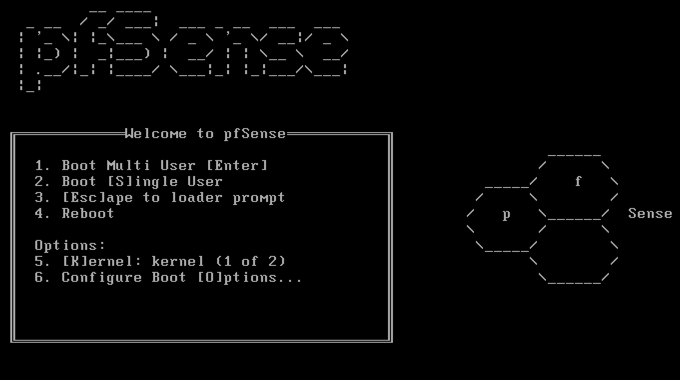 pfSense
Welcome to pfSense
1. Boot Multi User [Enter]
2. Boot [S]ingle User
3. [Esc]ape to loader prompt
4. Reboot
Options:
5. [K]ernel: kernel (1 of 2)
6. Configure Boot [O]ptions...
f
p
Sense